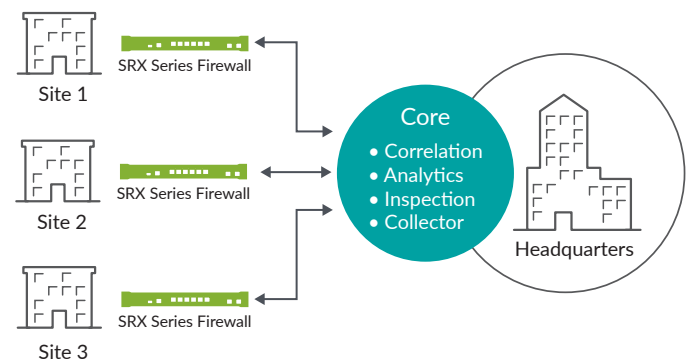 SRX Series Firewall
Site 1
SRX Series Firewall
Site 2
SRX Series Firewall
Site 3
Core
• Correlation
• Analytics
• Inspection
• Collector
Headquarters